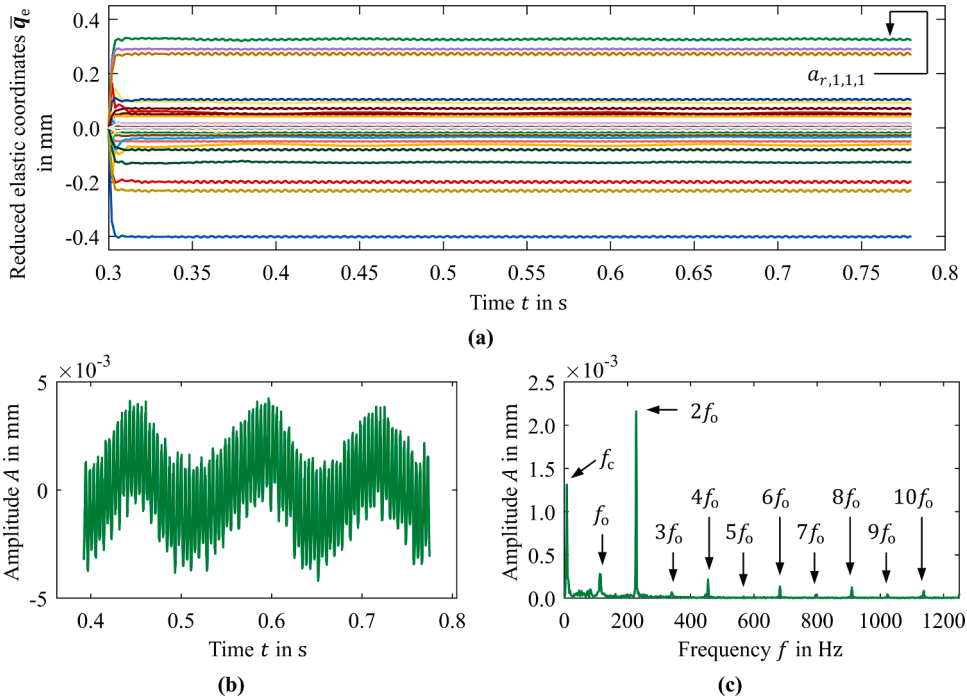 Reduced elastic coordinates q̅e
in mm
0.4
0.2
0.0
-0.2
-0.4
ar,1,1,1
0.3 0.35 0.4 0.45 0.5 0.55 0.6 0.65 0.7 0.75 0.8
Time t in s
(a)
×10-3
Amplitude A in mm
5
0
-5
0.4 0.5 0.6 0.7 0.8
Time t in s
(b)
×10-3
Amplitude A in mm
2.5
2.0
1.5
1.0
0.5
0.0
fc
fo
2fo
3fo
4fo
5fo
6fo
7fo
8fo
9fo
10fo
0 200 400 600 800 1000 1200
Frequency f in Hz
(c)